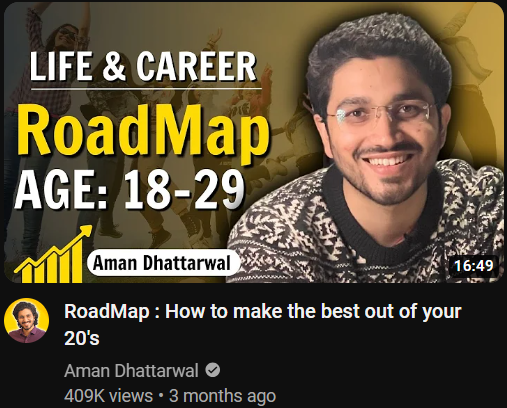 LIFE & CAREER
RoadMap
AGE: 18-29
Aman Dhattarwal
16:49
RoadMap : How to make the best out of your
20's
Aman Dhattarwal
409K views • 3 months ago